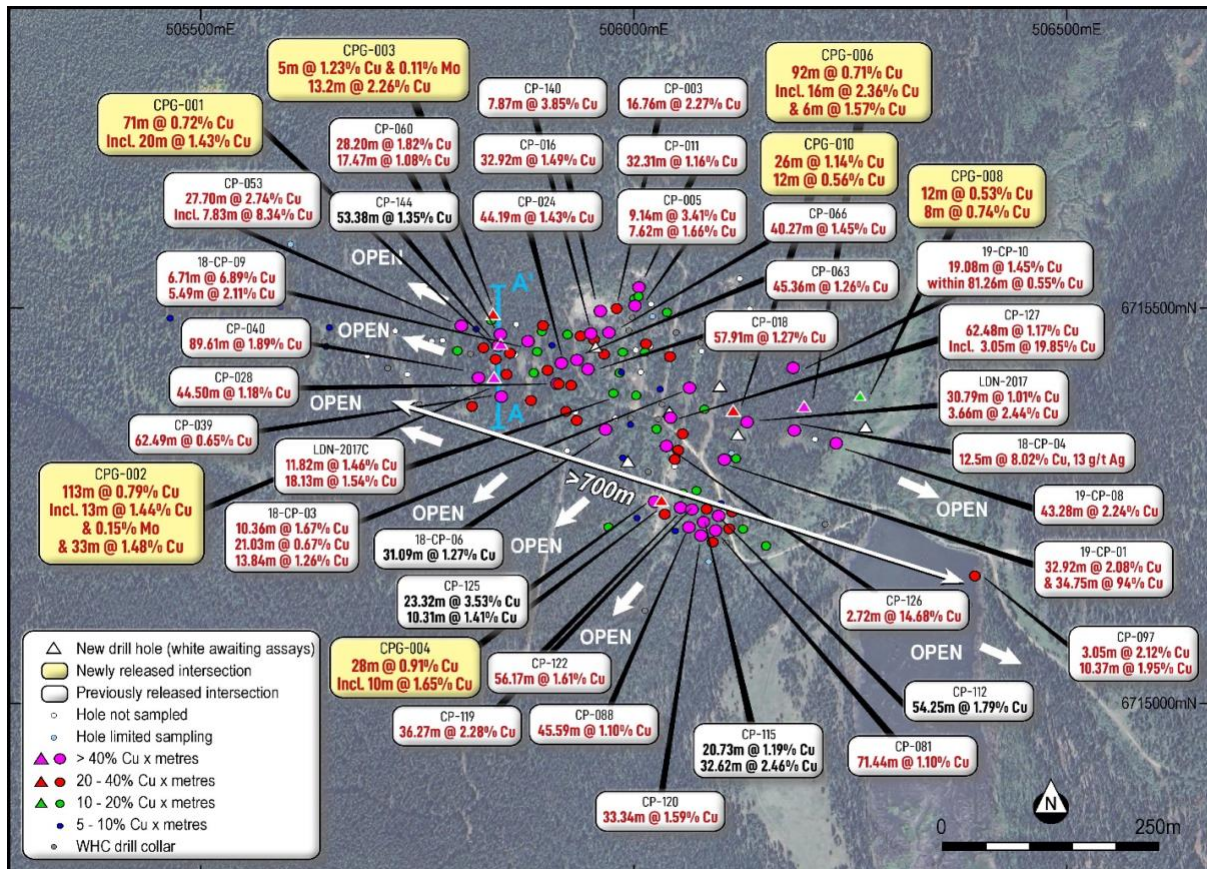 505500mE
506000mE
506500mE
CPG-003
5m @ 1.23% Cu & 0.11% Mo
13.2m @ 2.26% Cu
CPG-006
92m @ 0.71% Cu
Incl. 16m @ 2.36% Cu
& 6m @ 1.57% Cu
CP-140
7.87m @ 3.85% Cu
CP-003
16.76m @ 2.27% Cu
CPG-001
71m @ 0.72% Cu
Incl. 20m @ 1.43% Cu
CP-060
28.20m @ 1.82% Cu
17.47m @ 1.08% Cu
CP-016
32.92m @ 1.49% Cu
CP-011
32.31m @ 1.16% Cu
CPG-010
26m @ 1.14% Cu
12m @ 0.56% Cu
CPG-008
12m @ 0.53% Cu
8m @ 0.74% Cu
CP-053
27.70m @ 2.74% Cu
Incl. 7.83m @ 8.34% Cu
CP-144
53.38m @ 1.35% Cu
CP-024
44.19m @ 1.43% Cu
CP-005
9.14m @ 3.41% Cu
7.62m @ 1.66% Cu
CP-066
40.27m @ 1.45% Cu
19-CP-10
19.08m @ 1.45% Cu
within 81.26m @ 0.55% Cu
18-CP-09
6.71m @ 6.89% Cu
5.49m @ 2.11% Cu
OPEN
A'
CP-063
45.36m @ 1.26% Cu
6715500mN
CP-040
89.61m @ 1.89% Cu
OPEN
CP-018
57.91m @ 1.27% Cu
CP-127
62.48m @ 1.17% Cu
Incl. 3.05m @ 19.85% Cu
CP-028
44.50m @ 1.18% Cu
OPEN
A
LDN-2017
30.79m @ 1.01% Cu
3.66m @ 2.44% Cu
CP-039
62.49m @ 0.65% Cu
LDN-2017C
11.82m @ 1.46% Cu
18.13m @ 1.54% Cu
18-CP-04
12.5m @ 8.02% Cu, 13 g/t Ag
CPG-002
113m @ 0.79% Cu
Incl. 13m @ 1.44% Cu
& 0.15% Mo
& 33m @ 1.48% Cu
>700m
OPEN
19-CP-08
43.28m @ 2.24% Cu
18-CP-03
10.36m @ 1.67% Cu
21.03m @ 0.67% Cu
13.84m @ 1.26% Cu
OPEN
18-CP-06
31.09m @ 1.27% Cu
OPEN
19-CP-01
32.92m @ 2.08% Cu
& 34.75m @ 94% Cu
CP-125
23.32m @ 3.53% Cu
10.31m @ 1.41% Cu
CP-126
2.72m @ 14.68% Cu
OPEN
OPEN
CP-097
3.05m @ 2.12% Cu
10.37m @ 1.95% Cu
CPG-004
28m @ 0.91% Cu
Incl. 10m @ 1.65% Cu
CP-122
56.17m @ 1.61% Cu
CP-112
54.25m @ 1.79% Cu
6715000mN
CP-119
36.27m @ 2.28% Cu
CP-088
45.59m @ 1.10% Cu
CP-115
20.73m @ 1.19% Cu
32.62m @ 2.46% Cu
CP-081
71.44m @ 1.10% Cu
CP-120
33.34m @ 1.59% Cu
New drill hole (white awaiting assays)
Newly released intersection
Previously released intersection
Hole not sampled
Hole limited sampling
> 40% Cu x metres
20 - 40% Cu x metres
10 - 20% Cu x metres
5 - 10% Cu x metres
WHC drill collar
N
0
250m